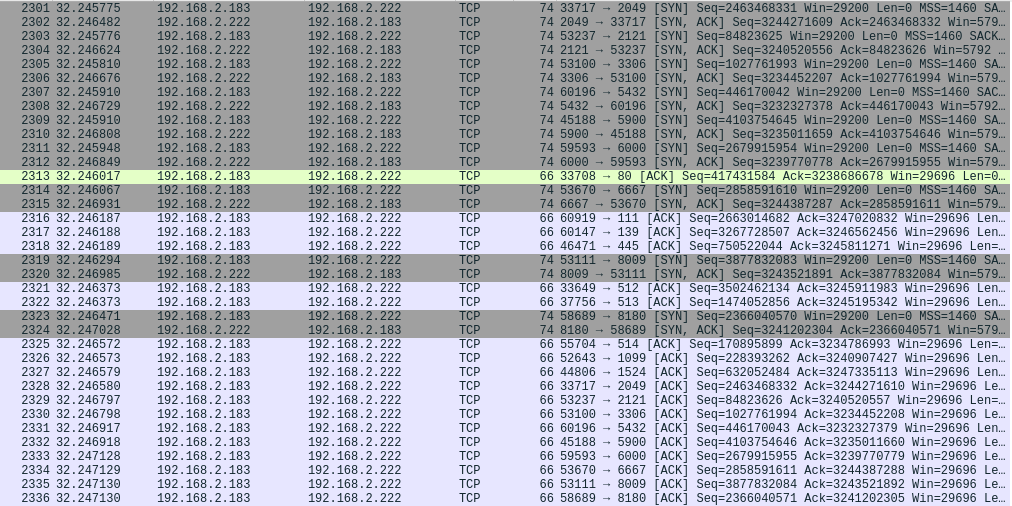 2301 32.245775 192.168.2.183 192.168.2.222 TCP 74 33717 → 2049 [SYN] Seq=2463468331 Win=29200 Len=0 MSS=1460 SA…
2302 32.246482 192.168.2.222 192.168.2.183 TCP 74 2049 → 33717 [SYN, ACK] Seq=3244271609 Ack=2463468332 Win=579…
2303 32.245776 192.168.2.183 192.168.2.222 TCP 74 53237 → 2121 [SYN] Seq=84823625 Win=29200 Len=0 MSS=1460 SACK…
2304 32.246624 192.168.2.222 192.168.2.183 TCP 74 2121 → 53237 [SYN, ACK] Seq=3240520556 Ack=84823626 Win=5792 …
2305 32.245810 192.168.2.183 192.168.2.222 TCP 74 53100 → 3306 [SYN] Seq=1027761993 Win=29200 Len=0 MSS=1460 SA…
2306 32.246676 192.168.2.222 192.168.2.183 TCP 74 3306 → 53100 [SYN, ACK] Seq=3234452207 Ack=1027761994 Win=579…
2307 32.245910 192.168.2.183 192.168.2.222 TCP 74 60196 → 5432 [SYN] Seq=446170042 Win=29200 Len=0 MSS=1460 SAC…
2308 32.246729 192.168.2.222 192.168.2.183 TCP 74 5432 → 60196 [SYN, ACK] Seq=3232327378 Ack=446170043 Win=5792…
2309 32.245910 192.168.2.183 192.168.2.222 TCP 74 45188 → 5900 [SYN] Seq=4103754645 Win=29200 Len=0 MSS=1460 SA…
2310 32.246808 192.168.2.222 192.168.2.183 TCP 74 5900 → 45188 [SYN, ACK] Seq=3235011659 Ack=4103754646 Win=579…
2311 32.245948 192.168.2.183 192.168.2.222 TCP 74 59593 → 6000 [SYN] Seq=2679915954 Win=29200 Len=0 MSS=1460 SA…
2312 32.246849 192.168.2.222 192.168.2.183 TCP 74 6000 → 59593 [SYN, ACK] Seq=3239770778 Ack=2679915955 Win=579…
2313 32.246017 192.168.2.183 192.168.2.222 TCP 66 33708 → 80 [ACK] Seq=417431584 Ack=3238686678 Win=29696 Len=0…
2314 32.246067 192.168.2.183 192.168.2.222 TCP 74 53670 → 6667 [SYN] Seq=2858591610 Win=29200 Len=0 MSS=1460 SA…
2315 32.246931 192.168.2.222 192.168.2.183 TCP 74 6667 → 53670 [SYN, ACK] Seq=3244387287 Ack=2858591611 Win=579…
2316 32.246187 192.168.2.183 192.168.2.222 TCP 66 60919 → 111 [ACK] Seq=2663014682 Ack=3247020832 Win=29696 Len…
2317 32.246188 192.168.2.183 192.168.2.222 TCP 66 60147 → 139 [ACK] Seq=3267728507 Ack=3246562456 Win=29696 Len…
2318 32.246189 192.168.2.183 192.168.2.222 TCP 66 46471 → 445 [ACK] Seq=750522044 Ack=3245811271 Win=29696 Len=…
2319 32.246294 192.168.2.183 192.168.2.222 TCP 74 53111 → 8009 [SYN] Seq=3877832083 Win=29200 Len=0 MSS=1460 SA…
2320 32.246985 192.168.2.222 192.168.2.183 TCP 74 8009 → 53111 [SYN, ACK] Seq=3243521891 Ack=3877832084 Win=579…
2321 32.246373 192.168.2.183 192.168.2.222 TCP 66 33649 → 512 [ACK] Seq=3502462134 Ack=3245911983 Win=29696 Len…
2322 32.246373 192.168.2.183 192.168.2.222 TCP 66 37756 → 513 [ACK] Seq=1474052856 Ack=3245195342 Win=29696 Len…
2323 32.246471 192.168.2.183 192.168.2.222 TCP 74 58689 → 8180 [SYN] Seq=2366040570 Win=29200 Len=0 MSS=1460 SA…
2324 32.247028 192.168.2.222 192.168.2.183 TCP 74 8180 → 58689 [SYN, ACK] Seq=3241202304 Ack=2366040571 Win=579…
2325 32.246572 192.168.2.183 192.168.2.222 TCP 66 55704 → 514 [ACK] Seq=170895899 Ack=3234786993 Win=29696 Len=…
2326 32.246573 192.168.2.183 192.168.2.222 TCP 66 52643 → 1099 [ACK] Seq=228393262 Ack=3240907427 Win=29696 Len…
2327 32.246579 192.168.2.183 192.168.2.222 TCP 66 44806 → 1524 [ACK] Seq=632052484 Ack=3247335113 Win=29696 Len…
2328 32.246580 192.168.2.183 192.168.2.222 TCP 66 33717 → 2049 [ACK] Seq=2463468332 Ack=3244271610 Win=29696 Le…
2329 32.246797 192.168.2.183 192.168.2.222 TCP 66 53237 → 2121 [ACK] Seq=84823626 Ack=3240520557 Win=29696 Len=…
2330 32.246798 192.168.2.183 192.168.2.222 TCP 66 53100 → 3306 [ACK] Seq=1027761994 Ack=3234452208 Win=29696 Le…
2331 32.246917 192.168.2.183 192.168.2.222 TCP 66 60196 → 5432 [ACK] Seq=446170043 Ack=3232327379 Win=29696 Len…
2332 32.246918 192.168.2.183 192.168.2.222 TCP 66 45188 → 5900 [ACK] Seq=4103754646 Ack=3235011660 Win=29696 Le…
2333 32.247128 192.168.2.183 192.168.2.222 TCP 66 59593 → 6000 [ACK] Seq=2679915955 Ack=3239770779 Win=29696 Le…
2334 32.247129 192.168.2.183 192.168.2.222 TCP 66 53670 → 6667 [ACK] Seq=2858591611 Ack=3244387288 Win=29696 Le…
2335 32.247130 192.168.2.183 192.168.2.222 TCP 66 53111 → 8009 [ACK] Seq=3877832084 Ack=3243521892 Win=29696 Le…
2336 32.247130 192.168.2.183 192.168.2.222 TCP 66 58689 → 8180 [ACK] Seq=2366040571 Ack=3241202305 Win=29696 Le…